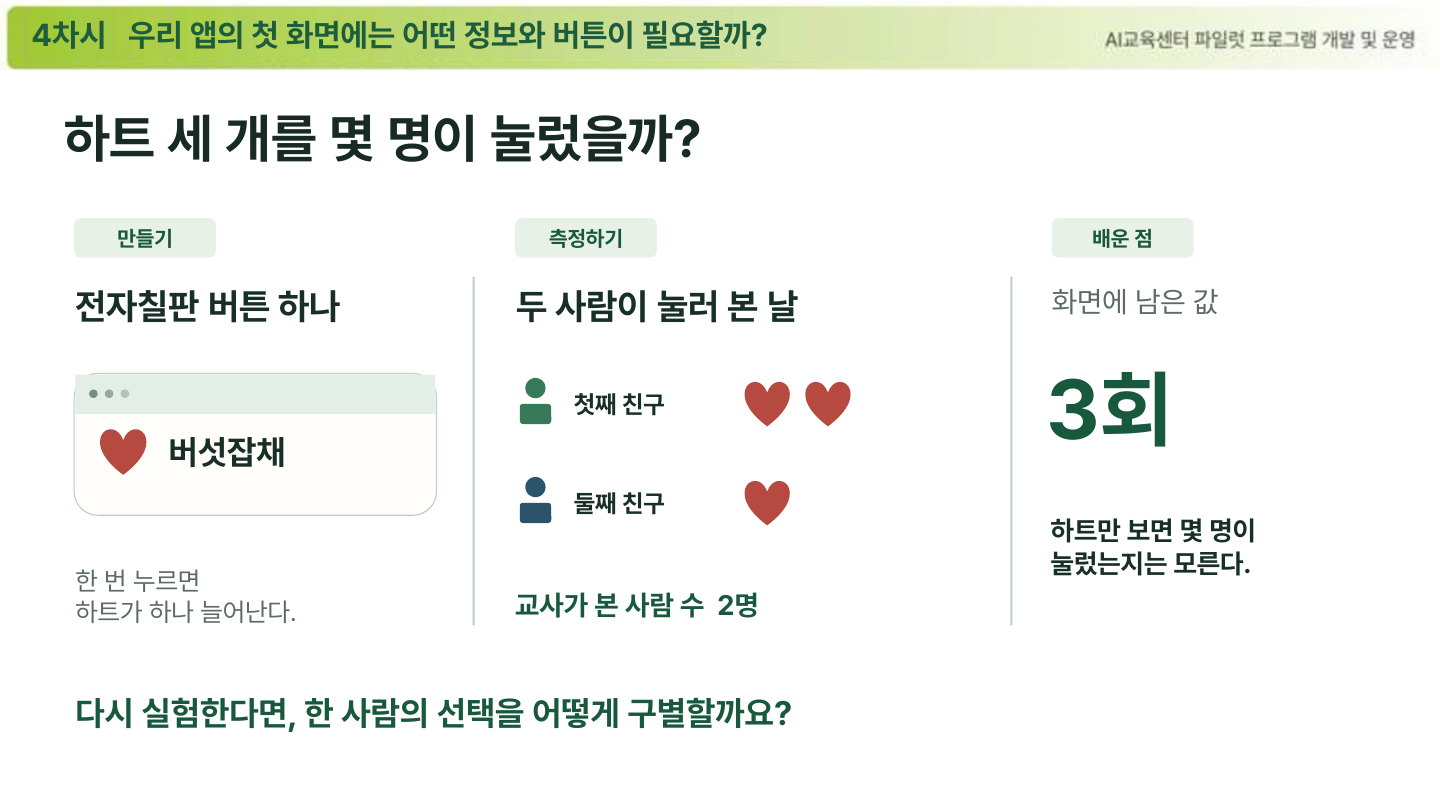 4차시 우리 앱의 첫 화면에는 어떤 정보와 버튼이 필요할까?
AI교육센터 파일럿 프로그램 개발 및 운영
하트 세 개를 몇 명이 눌렀을까?
만들기
전자칠판 버튼 하나
버섯잡채
한 번 누르면
하트가 하나 늘어난다.
측정하기
두 사람이 눌러 본 날
첫째 친구
둘째 친구
교사가 본 사람 수 2명
배운 점
화면에 남은 값
3회
하트만 보면 몇 명이
눌렀는지는 모른다.
다시 실험한다면, 한 사람의 선택을 어떻게 구별할까요?